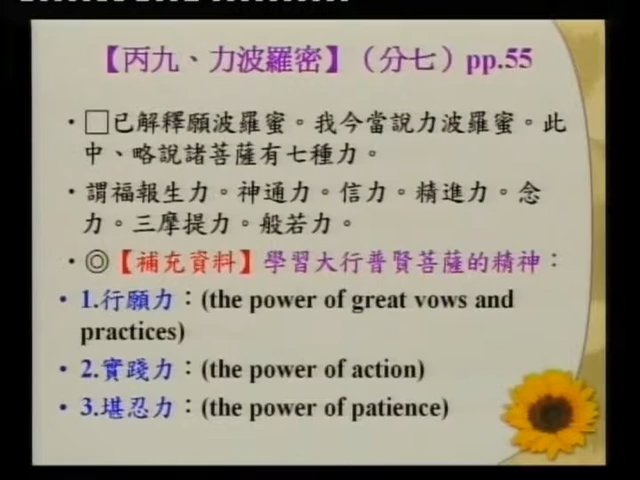 【丙九、力波羅密】（分七）pp.55
•□已解釋願波羅蜜。我今當說力波羅蜜。此
中、略說諸菩薩有七種力。
•謂福報生力。神通力。信力。精進力。念
力。三摩提力。般若力。
•◎【補充資料】學習大行普賢菩薩的精神：
•1.行願力：(the power of great vows and
practices)
•2.實踐力：(the power of action)
•3.堪忍力：(the power of patience)